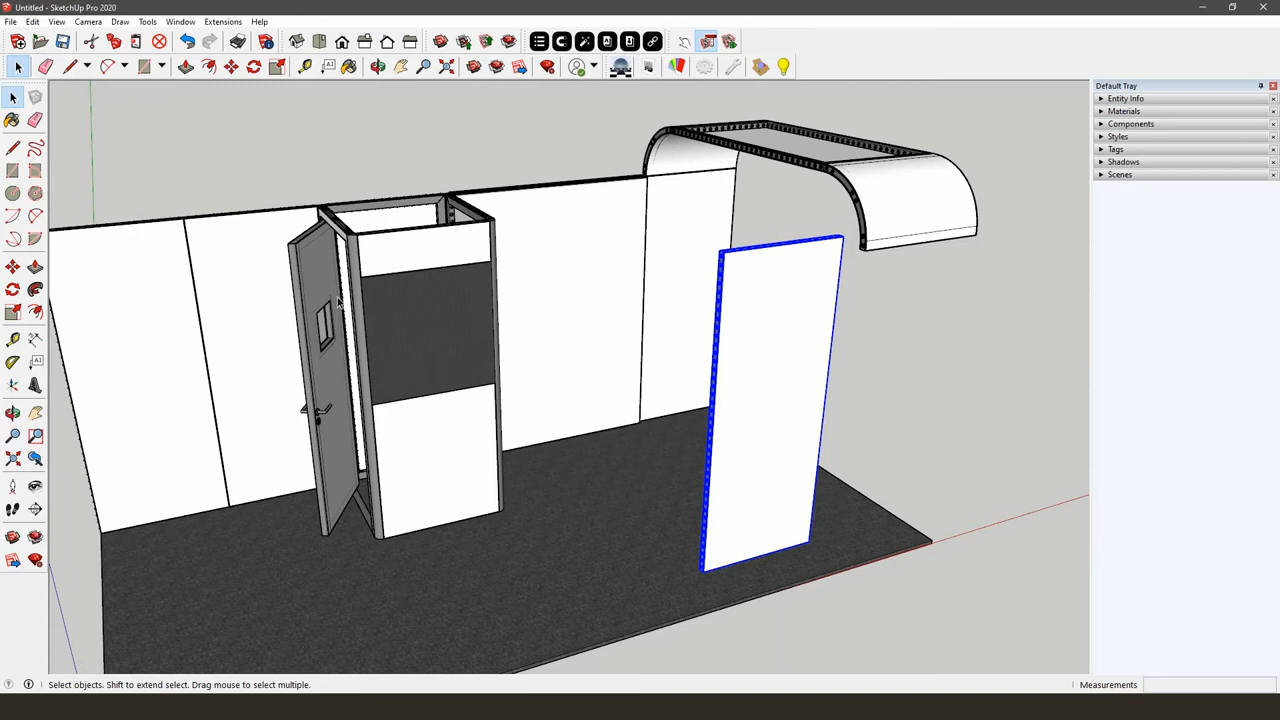 Untitled - SketchUp Pro 2020
File Edit View Camera Draw Tools Window Extensions Help
Default Tray
Entity Info
Materials
Components
Styles
Tags
Shadows
Scenes
Select objects. Shift to extend select. Drag mouse to select multiple.
Measurements